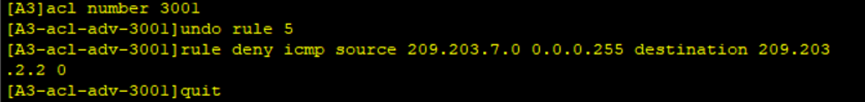 [A3]acl number 3001
[A3-acl-adv-3001]undo rule 5
[A3-acl-adv-3001]rule deny icmp source 209.203.7.0 0.0.0.255 destination 209.203
.2.2 0
[A3-acl-adv-3001]quit